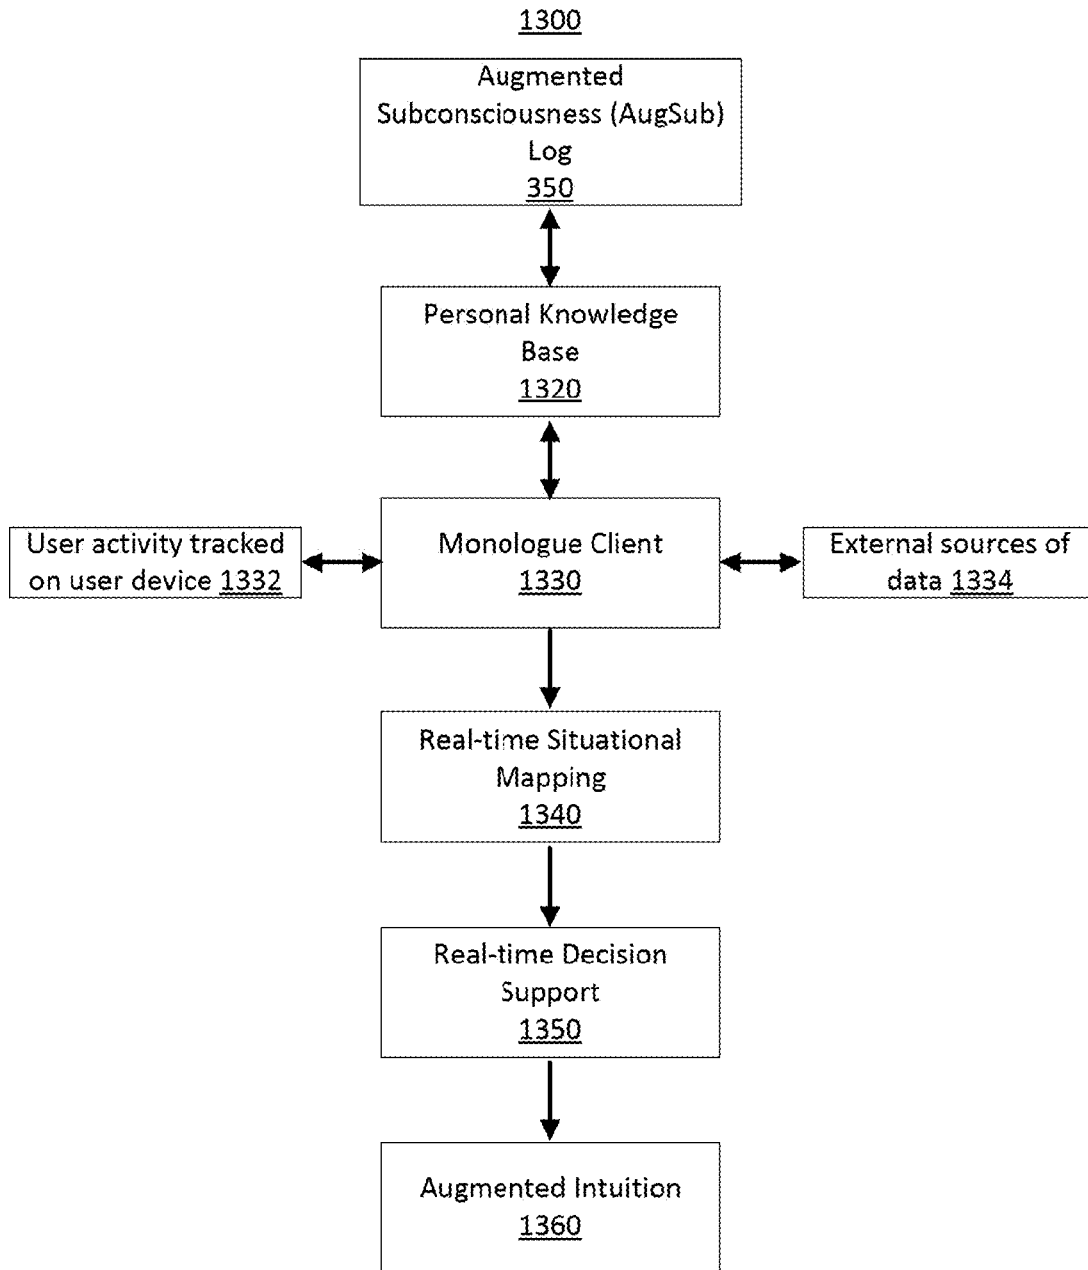 1300
Augmented
Subconsciousness (AugSub)
Log
350
Personal Knowledge
Base
1320
User activity tracked
on user device 1332
Monologue Client
1330
External sources of
data 1334
Real-time Situational
Mapping
1340
Real-time Decision
Support
1350
Augmented Intuition
1360